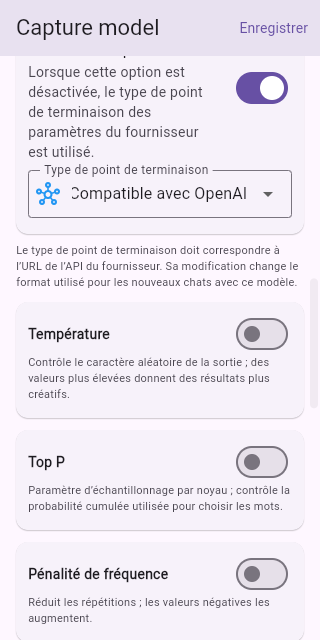 Capture model
Enregistrer
Lorsque cette option est
désactivée, le type de point
de terminaison des
paramètres du fournisseur
est utilisé.
Type de point de terminaison
Compatible avec OpenAI
Le type de point de terminaison doit correspondre à
l'URL de l'API du fournisseur. Sa modification change le
format utilisé pour les nouveaux chats avec ce modèle.
Température
Contrôle le caractère aléatoire de la sortie ; des
valeurs plus élevées donnent des résultats plus
créatifs.
Top P
Paramètre d'échantillonnage par noyau ; contrôle la
probabilité cumulée utilisée pour choisir les mots.
Pénalité de fréquence
Réduit les répétitions ; les valeurs négatives les
augmentent.